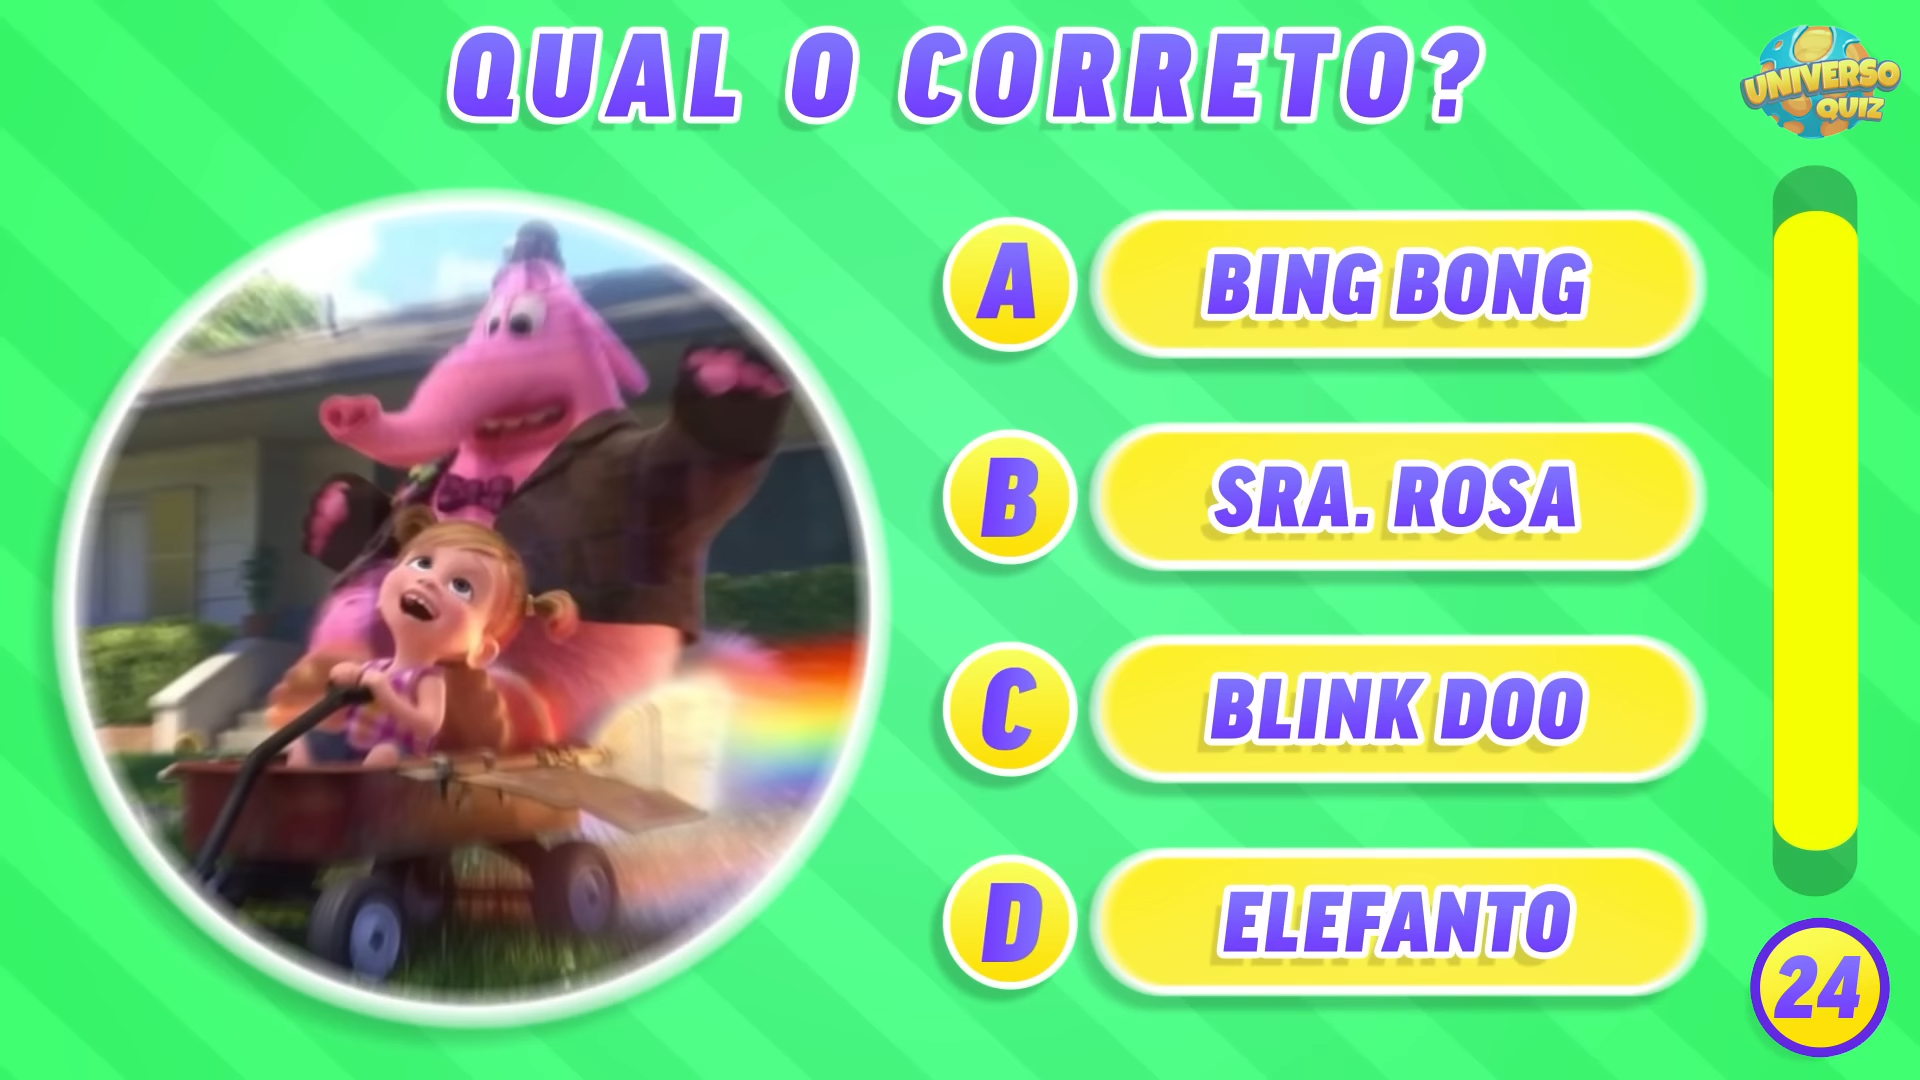 QUAL O CORRETO?
UNIVERSO
QUIZ
A
BING BONG
B
SRA. ROSA
C
BLINK DOO
D
ELEFANTO
24